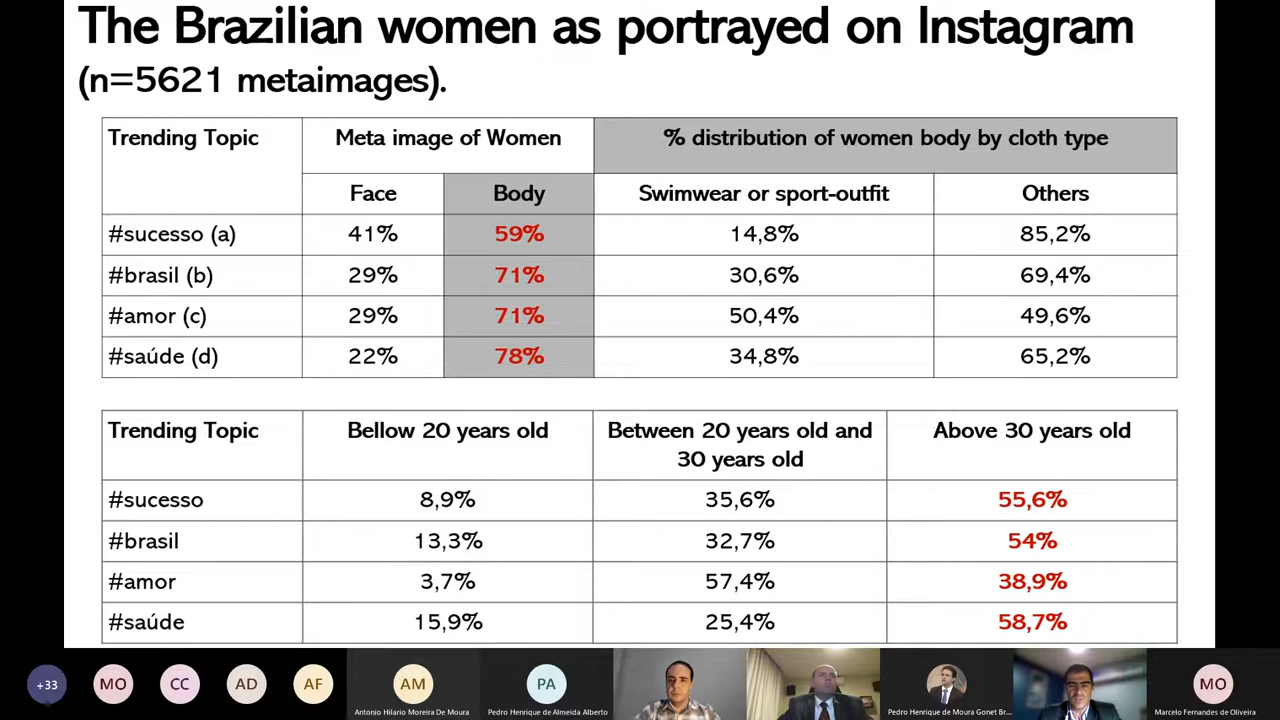 The Brazilian women as portrayed on Instagram
(n=5621 metaimages).
Trending Topic Meta image of Women % distribution of women body by cloth type
Face Body Swimwear or sport-outfit Others
#sucesso (a) 41% 59% 14,8% 85,2%
#brasil (b) 29% 71% 30,6% 69,4%
#amor (c) 29% 71% 50,4% 49,6%
#saúde (d) 22% 78% 34,8% 65,2%
Trending Topic Bellow 20 years old Between 20 years old and 30 years old Above 30 years old
#sucesso 8,9% 35,6% 55,6%
#brasil 13,3% 32,7% 54%
#amor 3,7% 57,4% 38,9%
#saúde 15,9% 25,4% 58,7%
+33 MO CC AD AF AM PA MO
Antonio Hilario Moreira De Moura Pedro Henrique de Almeida Alberto Pedro Henrique de Moura Gonet Br... Marcelo Fernandes de Oliveira